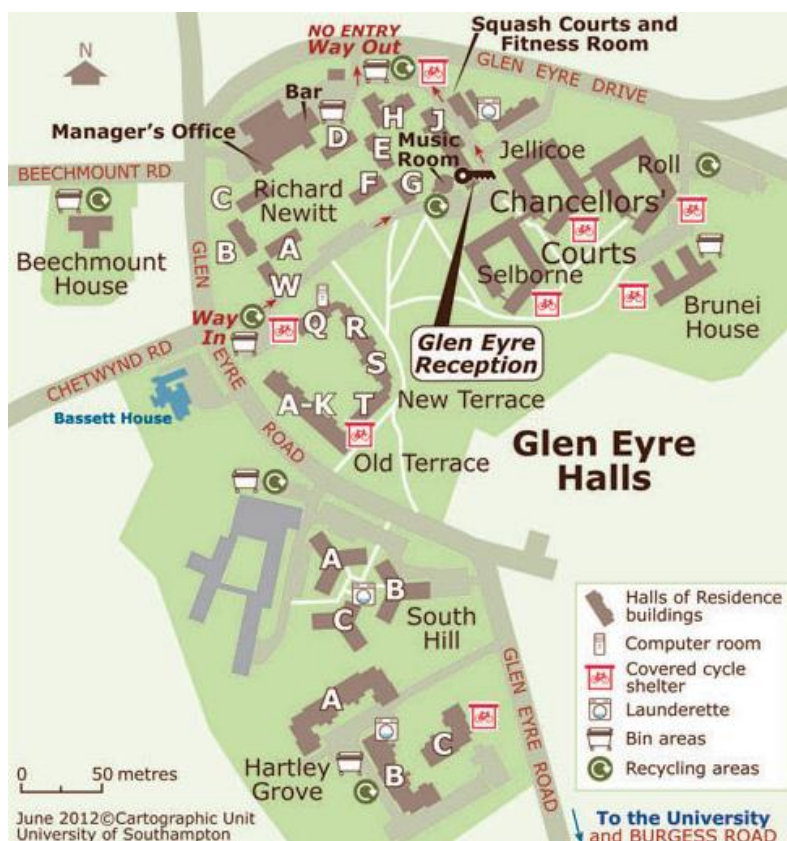 Squash Courts and
Fitness Room
NO ENTRY
Way Out
N
GLEN EYRE DRIVE
Bar
Manager's Office
H
J
D
E
Music
Room
Jellicoe
Roll
BEECHMOUNT RD
F
G
C
Richard
Newitt
Chancellors'
Courts
B
A
GLEN
EYRE
ROAD
Beechmount
House
W
Selborne
Brunei
House
Way
In
Q
R
S
Glen Eyre
Reception
CHETWYND RD
Bassett House
A-K
T
New Terrace
Old Terrace
Glen Eyre
Halls
A
B
C
South
Hill
GLEN EYRE ROAD
A
C
B
Hartley
Grove
Halls of Residence
buildings
Computer room
Covered cycle
shelter
Launderette
Bin areas
Recycling areas
0 50 metres
June 2012©Cartographic Unit
University of Southampton
To the University
and BURGESS ROAD